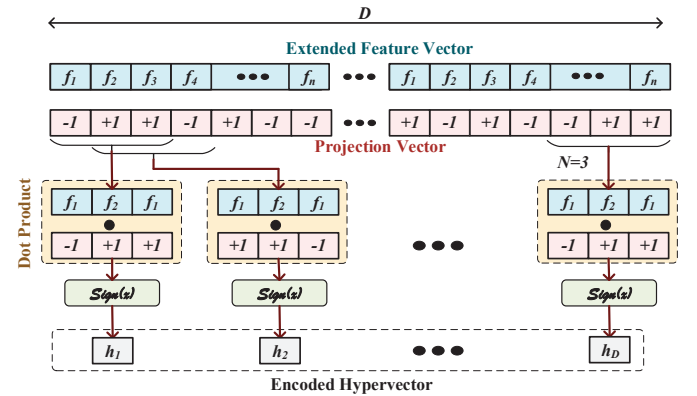 D
Extended Feature Vector
f1 f2 f3 f4 ••• fn ••• f1 f2 f3 f4 ••• fn
-1 +1 +1 -1 +1 -1 -1 ••• +1 -1 +1 -1 -1 +1 +1
Projection Vector
N=3
Dot Product
f1 f2 f1 f1 f2 f1 f1 f2 f1
-1 +1 +1 +1 +1 -1 ••• -1 +1 +1
Sign(x) Sign(x) Sign(x)
h1 h2 ••• hD
Encoded Hypervector